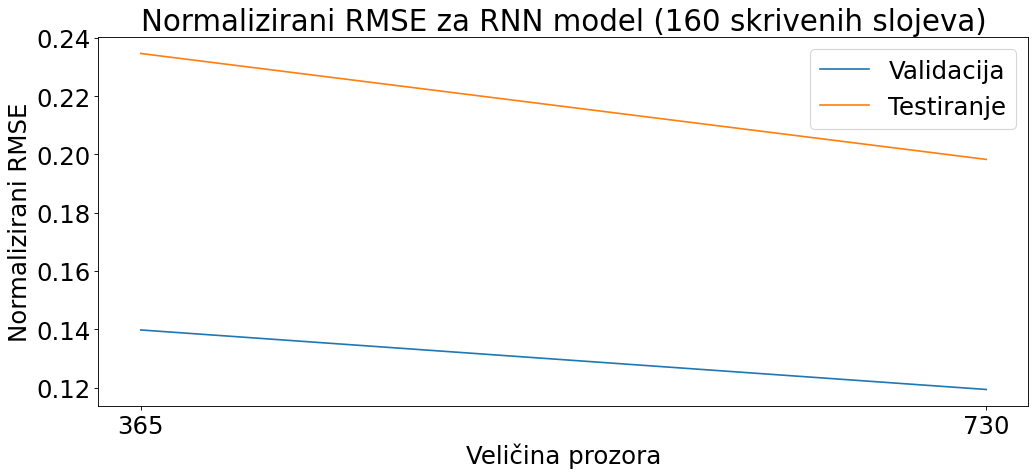 Normalizirani RMSE za RNN model (160 skrivenih slojeva)
Normalizirani RMSE
0.24
0.22
0.20
0.18
0.16
0.14
0.12
Validacija
Testiranje
365
730
Veličina prozora